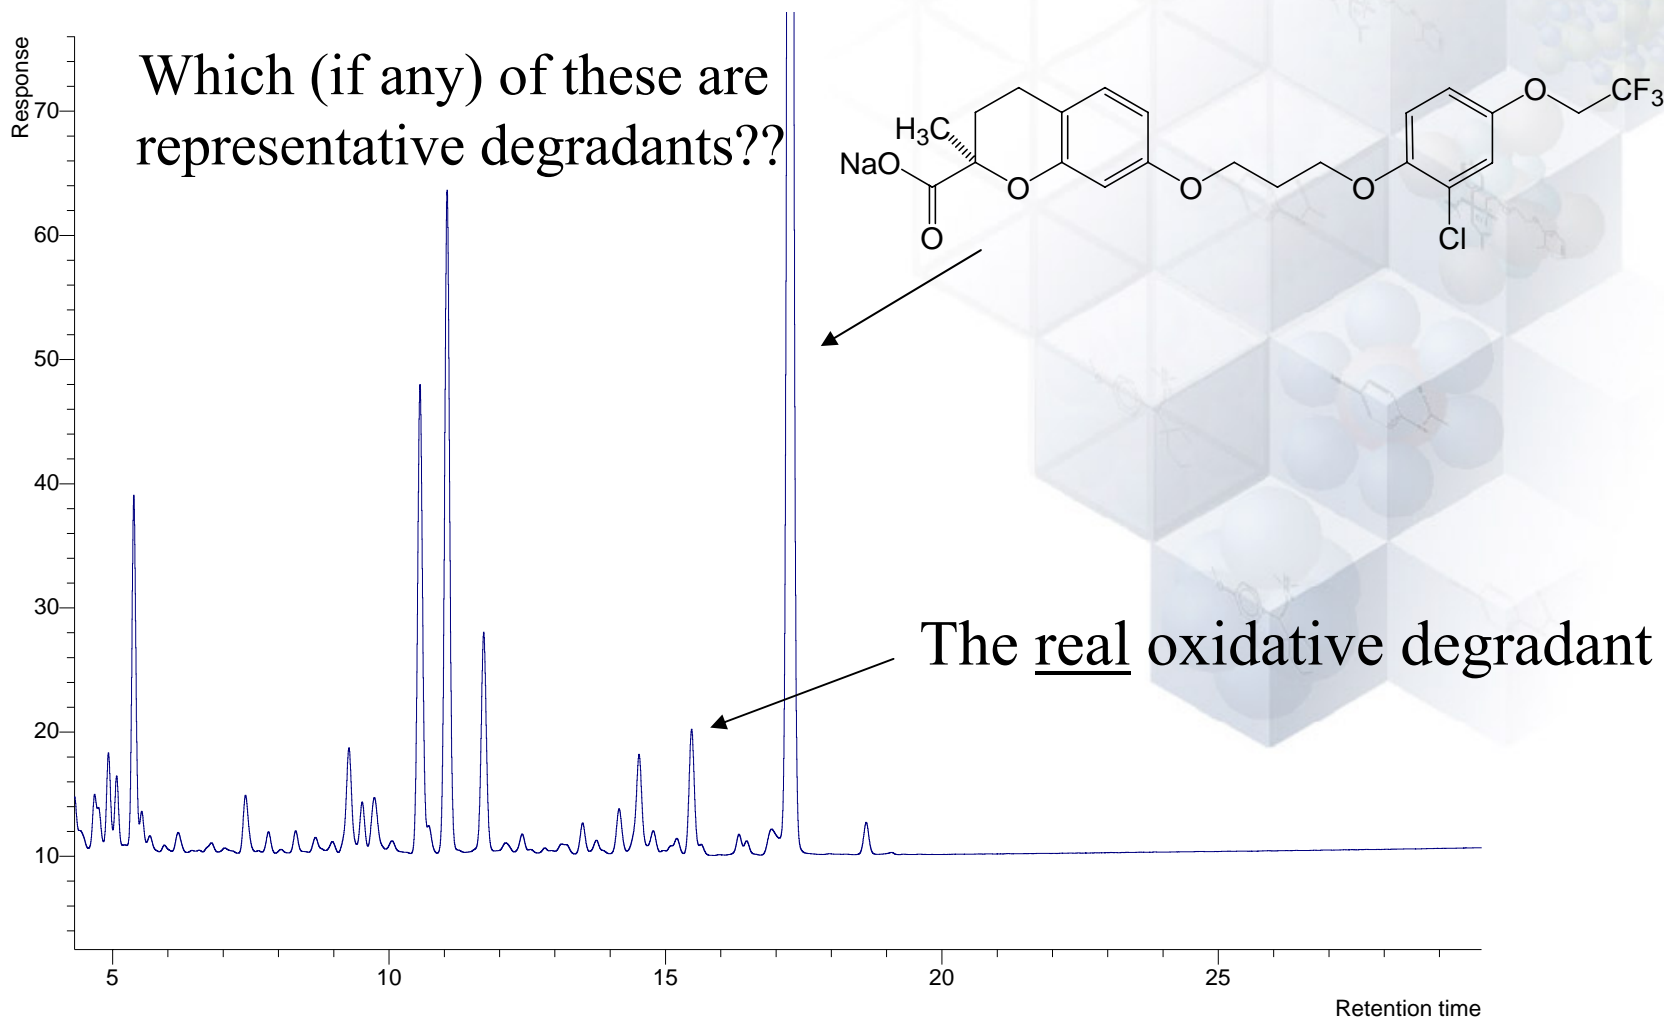 Which (if any) of these are
representative degradants??
Response
70
60
50
40
30
20
10
5
10
15
20
25
Retention time
H₃C
NaO
O
O
O
O
Cl
O
CF₃
The real oxidative degradant